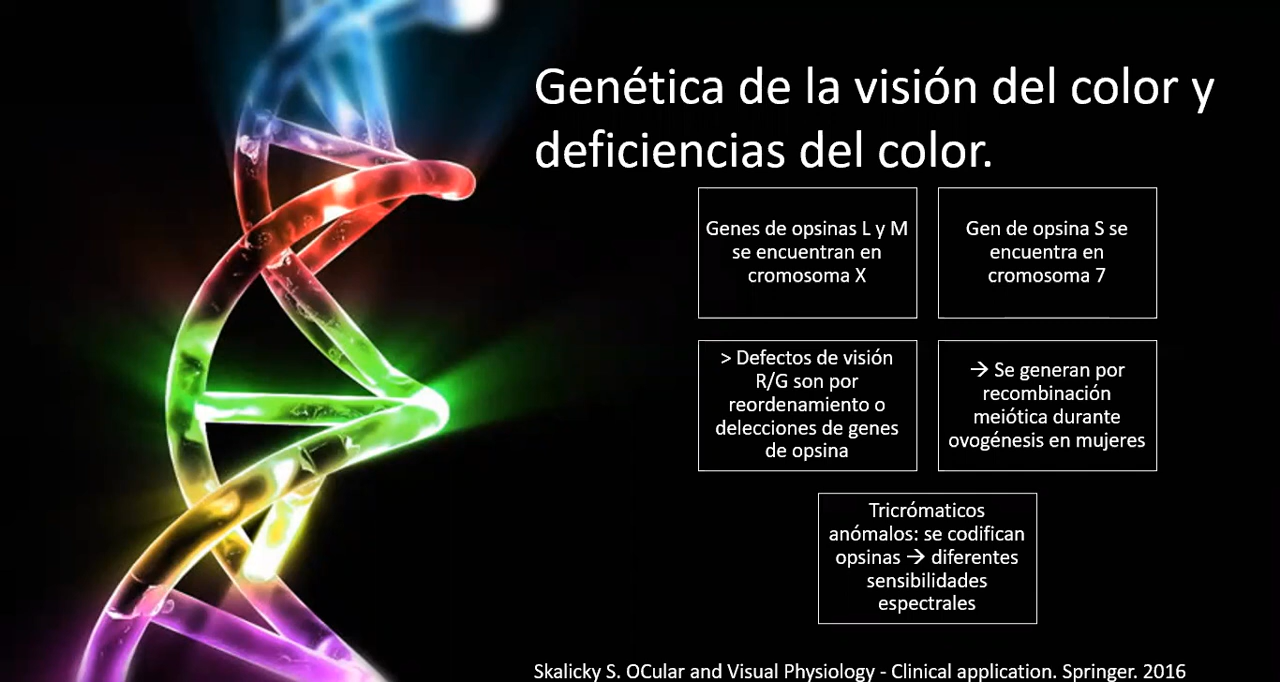 Genética de la visión del color y
deficiencias del color.
Genes de opsinas L y M
se encuentran en
cromosoma X
Gen de opsina S se
encuentra en
cromosoma 7
> Defectos de visión
R/G son por
reordenamiento o
delecciones de genes
de opsina
→ Se generan por
recombinación
meiótica durante
ovogénesis en mujeres
Tricrómaticos
anómalos: se codifican
opsinas → diferentes
sensibilidades
espectrales
Skalicky S. OCular and Visual Physiology - Clinical application. Springer. 2016